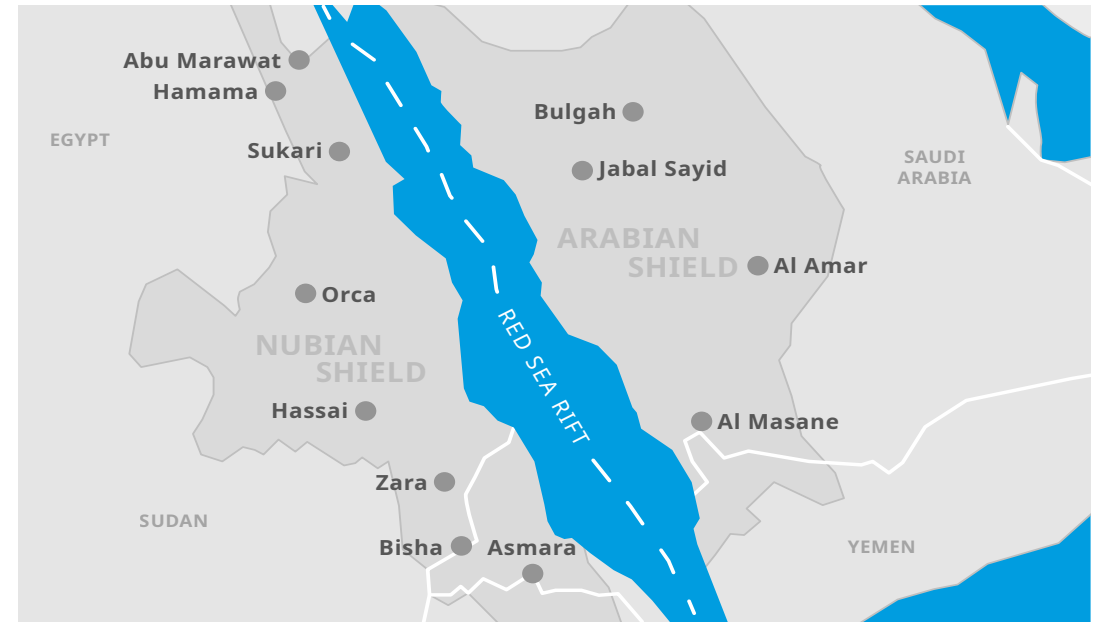 Abu Marawat
Hamama
Bulgah
EGYPT
Sukari
SAUDI
ARABIA
Jabal Sayid
ARABIAN
SHIELD
Al Amar
Orca
RED SEA RIFT
NUBIAN
SHIELD
Hassai
Al Masane
Zara
SUDAN
Bisha
Asmara
YEMEN